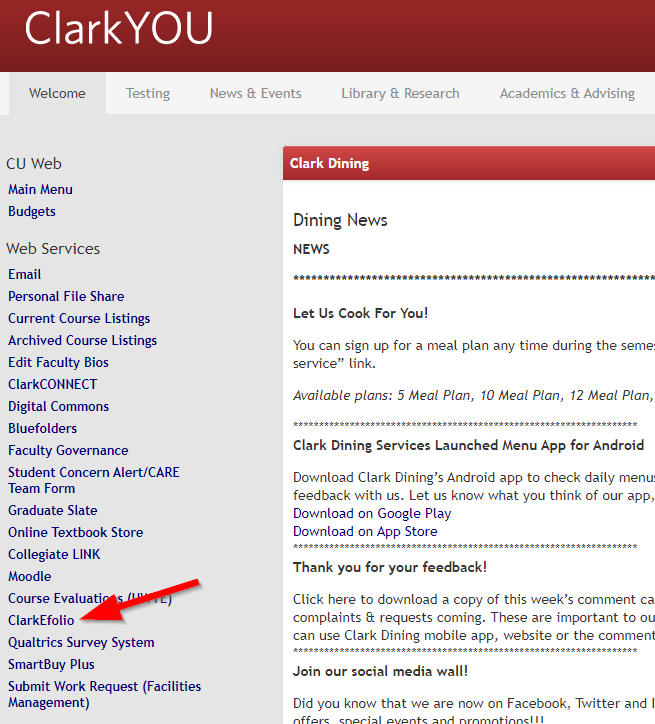 ClarkYOU
Welcome
Testing
News & Events
Library & Research
Academics & Advising
CU Web
Main Menu
Budgets
Web Services
Email
Personal File Share
Current Course Listings
Archived Course Listings
Edit Faculty Bios
ClarkCONNECT
Digital Commons
Bluefolders
Faculty Governance
Student Concern Alert/CARE
Team Form
Graduate Slate
Online Textbook Store
Collegiate LINK
Moodle
Course Evaluations
ClarkEfolio
Qualtrics Survey System
SmartBuy Plus
Submit Work Request (Facilities
Management)
Clark Dining
Dining News
NEWS
************************************************************
Let Us Cook For You!
You can sign up for a meal plan any time during the semes
service” link.
Available plans: 5 Meal Plan, 10 Meal Plan, 12 Meal Plan,
*****************************************************************
Clark Dining Services Launched Menu App for Android
Download Clark Dining’s Android app to check daily menus
feedback with us. Let us know what you think of our app,
Download on Google Play
Download on App Store
*****************************************************************
Thank you for your feedback!
Click here to download a copy of this week’s comment ca
complaints & requests coming. These are important to ou
can use Clark Dining mobile app, website or the comment
*****************************************************************
Join our social media wall!
Did you know that we are now on Facebook, Twitter and I
offers, special events and promotions!!!